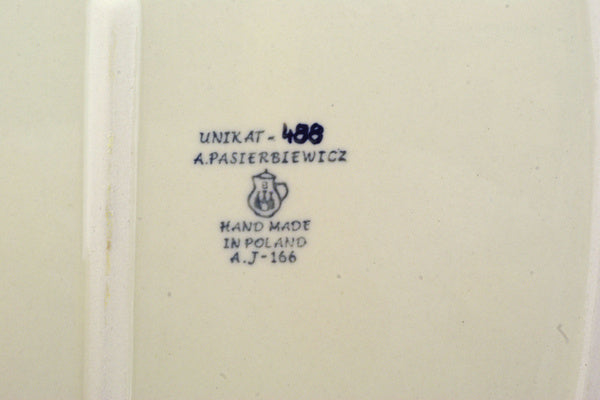 UNIKAT - 488
A. PASIERBIEWICZ
HAND MADE
IN POLAND
A. J - 166